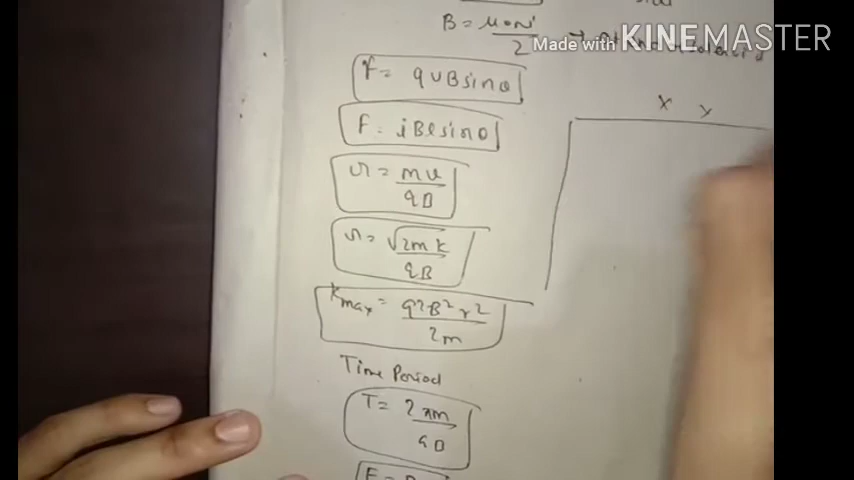 B = μ₀ni / 2 →
Made with KINEMASTER
F = qvBsinθ
F = iBlsinθ
x y
r = mv / qB
r = √2mk / qB
Kmax = q²B²r² / 2m
Time Period
T = 2πm / qB
F =